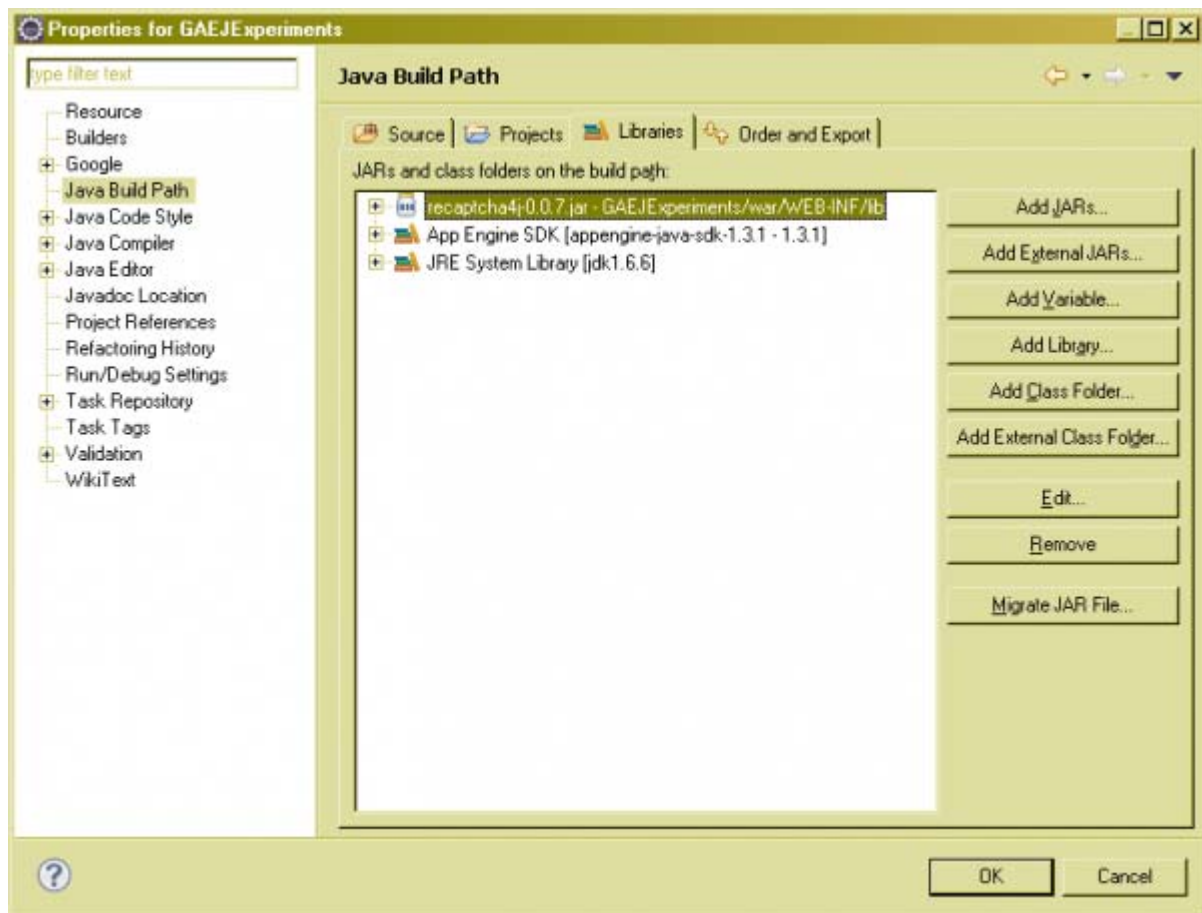 Properties for GAEJExperiments
type filter text
Resource
Builders
Google
Java Build Path
Java Code Style
Java Compiler
Java Editor
Javadoc Location
Project References
Refactoring History
Run/Debug Settings
Task Repository
Task Tags
Validation
WikiText
Java Build Path
Source Projects Libraries Order and Export
JARs and class folders on the build path:
recaptcha4j-0.0.7.jar - GAEJExperiments/war/WEB-INF/lib
App Engine SDK [appengine-java-sdk-1.3.1 - 1.3.1]
JRE System Library [jdk1.6.6]
Add JARs...
Add External JARs...
Add Variable...
Add Library...
Add Class Folder...
Add External Class Folder...
Edit...
Remove
Migrate JAR File...
OK Cancel